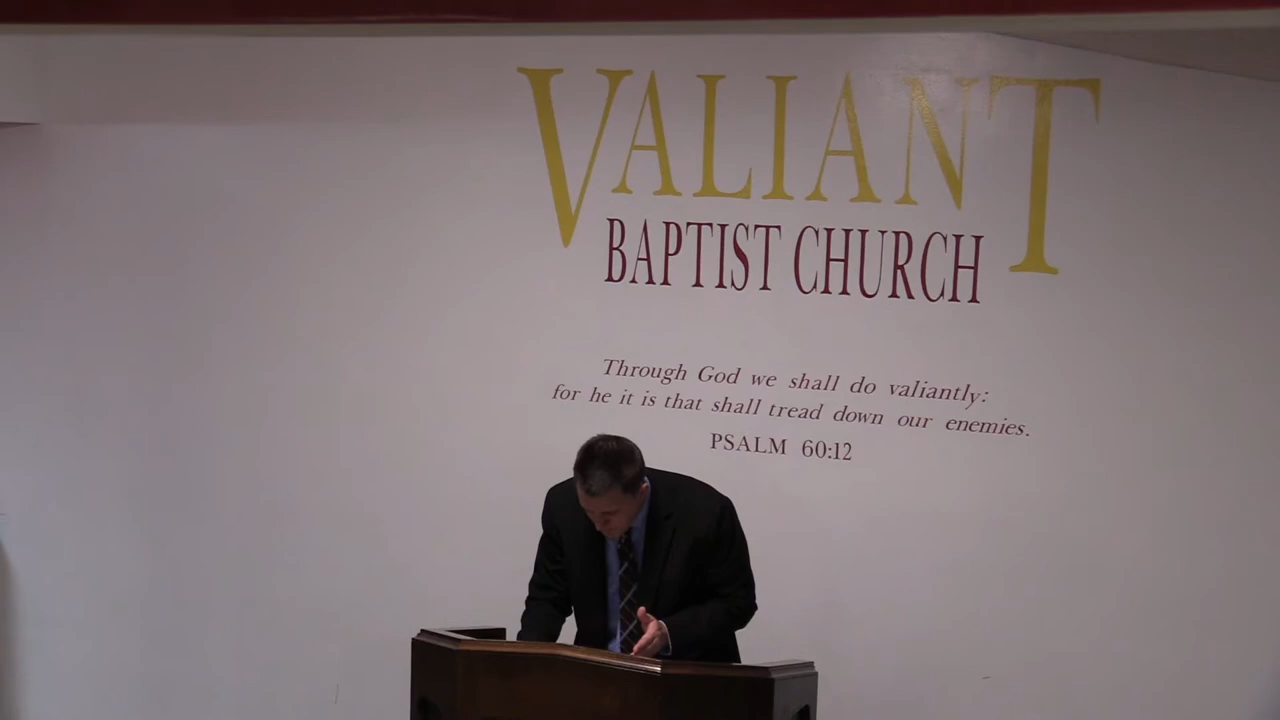 VALIANT
BAPTIST CHURCH
Through God we shall do valiantly:
for he it is that shall tread down our enemies.
PSALM 60:12